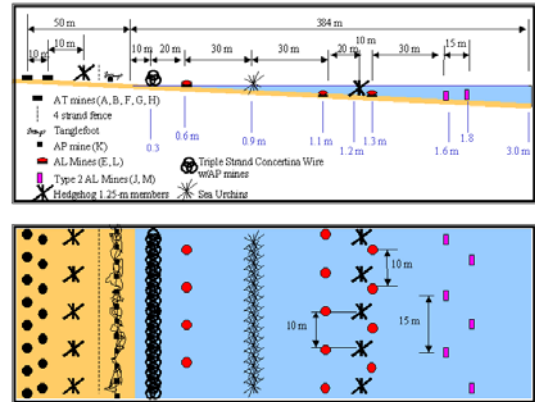 50 m 384 m
10 m 10 m 10 m 20 m 30 m 30 m 20 m 10 m 30 m 15 m
AT mines (A, B, F, G, H)
4 strand fence
Tanglefoot
AP mine (K)
AL Mines (E, L)
Type 2 AL Mines (J, M)
Hedgehog 1.25-m members
Triple Strand Concertina Wire
w/AP mines
Sea Urchins
0.3
0.6 m
0.9 m
1.1 m
1.2 m
1.3 m
1.6 m
1.8
3.0 m
10 m
10 m
15 m